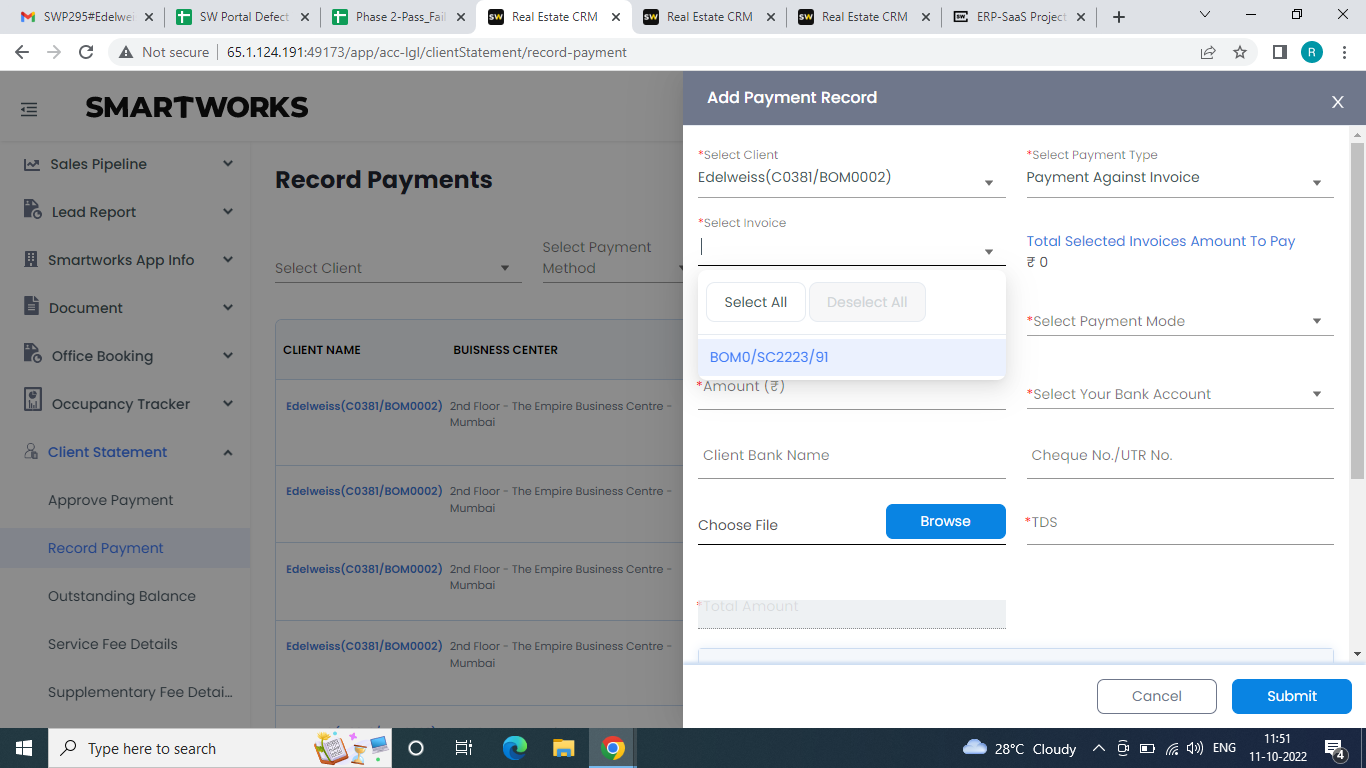 SWP295#Edelwei
SW Portal Defect
Phase 2-Pass_Fail
Real Estate CRM
Real Estate CRM
Real Estate CRM
ERP-SaaS Project
Not secure
65.1.124.191:49173/app/acc-lgl/clientStatement/record-payment
R
SMARTWORKS
Sales Pipeline
Lead Report
Smartworks App Info
Document
Office Booking
Occupancy Tracker
Client Statement
Approve Payment
Record Payment
Outstanding Balance
Service Fee Details
Supplementary Fee Detai...
Record Payments
Select Client
Select Payment
Method
CLIENT NAME
BUISNESS CENTER
Edelweiss(C0381/BOM0002)
2nd Floor - The Empire Business Centre -
Mumbai
Edelweiss(C0381/BOM0002)
2nd Floor - The Empire Business Centre -
Mumbai
Edelweiss(C0381/BOM0002)
2nd Floor - The Empire Business Centre -
Mumbai
Edelweiss(C0381/BOM0002)
2nd Floor - The Empire Business Centre -
Mumbai
Add Payment Record
X
*Select Client
Edelweiss(C0381/BOM0002)
*Select Payment Type
Payment Against Invoice
*Select Invoice
Total Selected Invoices Amount To Pay
₹ 0
Select All
Deselect All
BOM0/SC2223/91
*Select Payment Mode
*Amount (₹)
*Select Your Bank Account
Client Bank Name
Cheque No./UTR No.
Choose File
Browse
*TDS
*Total Amount
Cancel
Submit
Type here to search
28°C Cloudy
ENG
11:51
11-10-2022
4